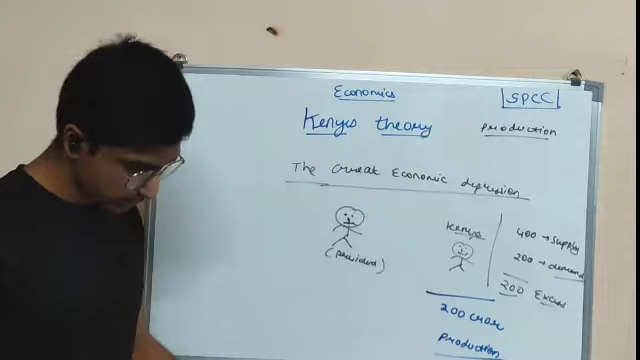 Economics
SPCC
Kenys theory
production
The Great Economic depression
(president)
Kenys
400 → Supply
200 → demand
200 Excess
200 crore
Production